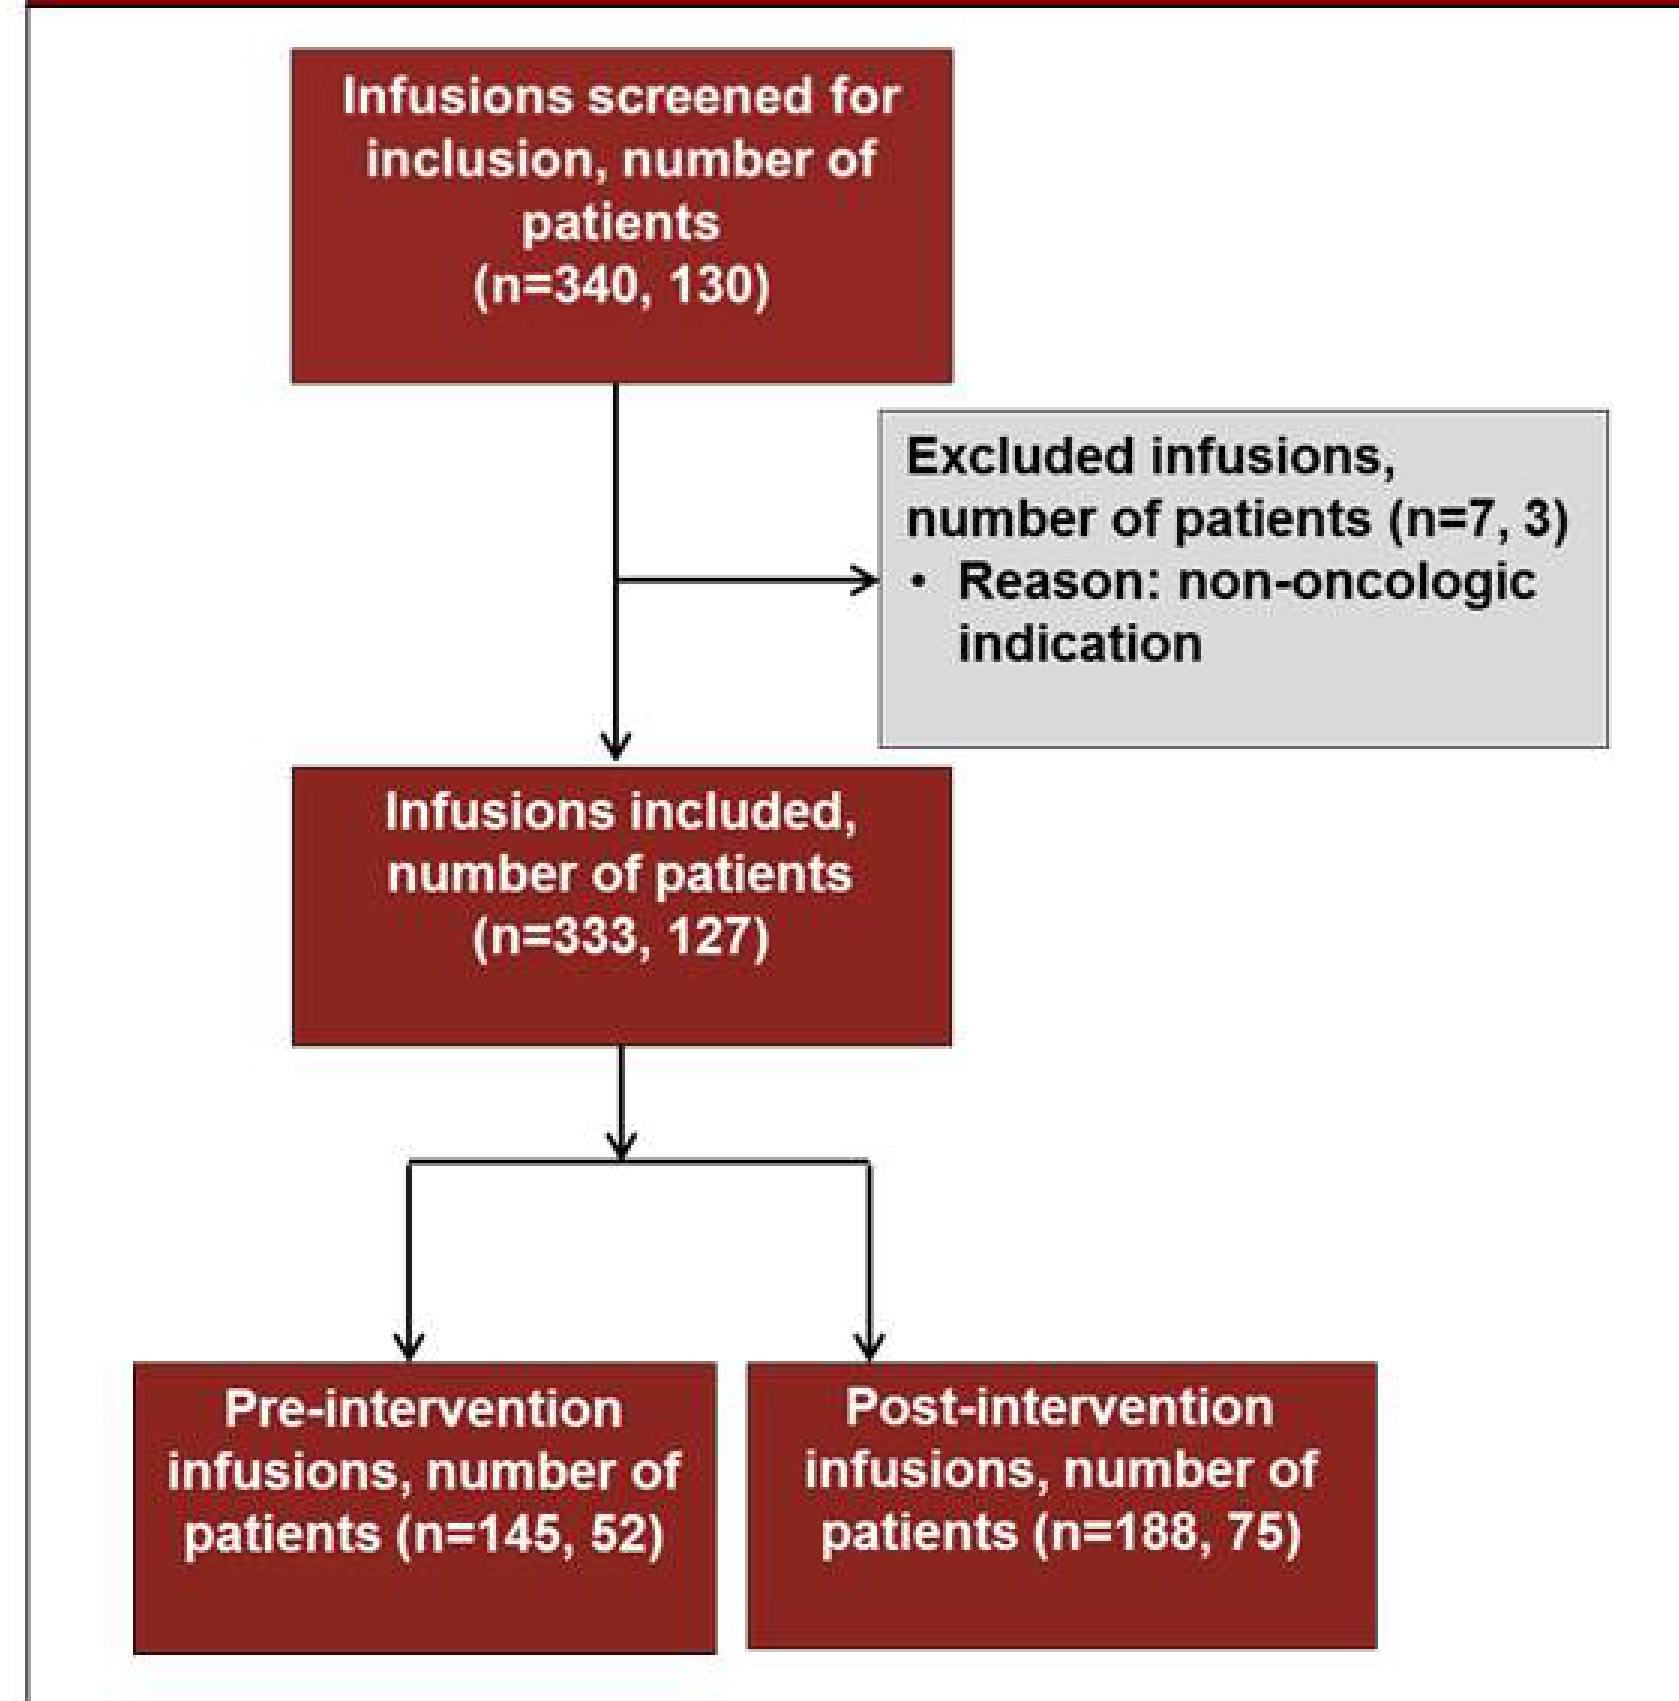 Infusions screened for
inclusion, number of
patients
(n=340, 130)
Excluded infusions,
number of patients (n=7, 3)
• Reason: non-oncologic
indication
Infusions included,
number of patients
(n=333, 127)
Pre-intervention
infusions, number of
patients (n=145, 52)
Post-intervention
infusions, number of
patients (n=188, 75)